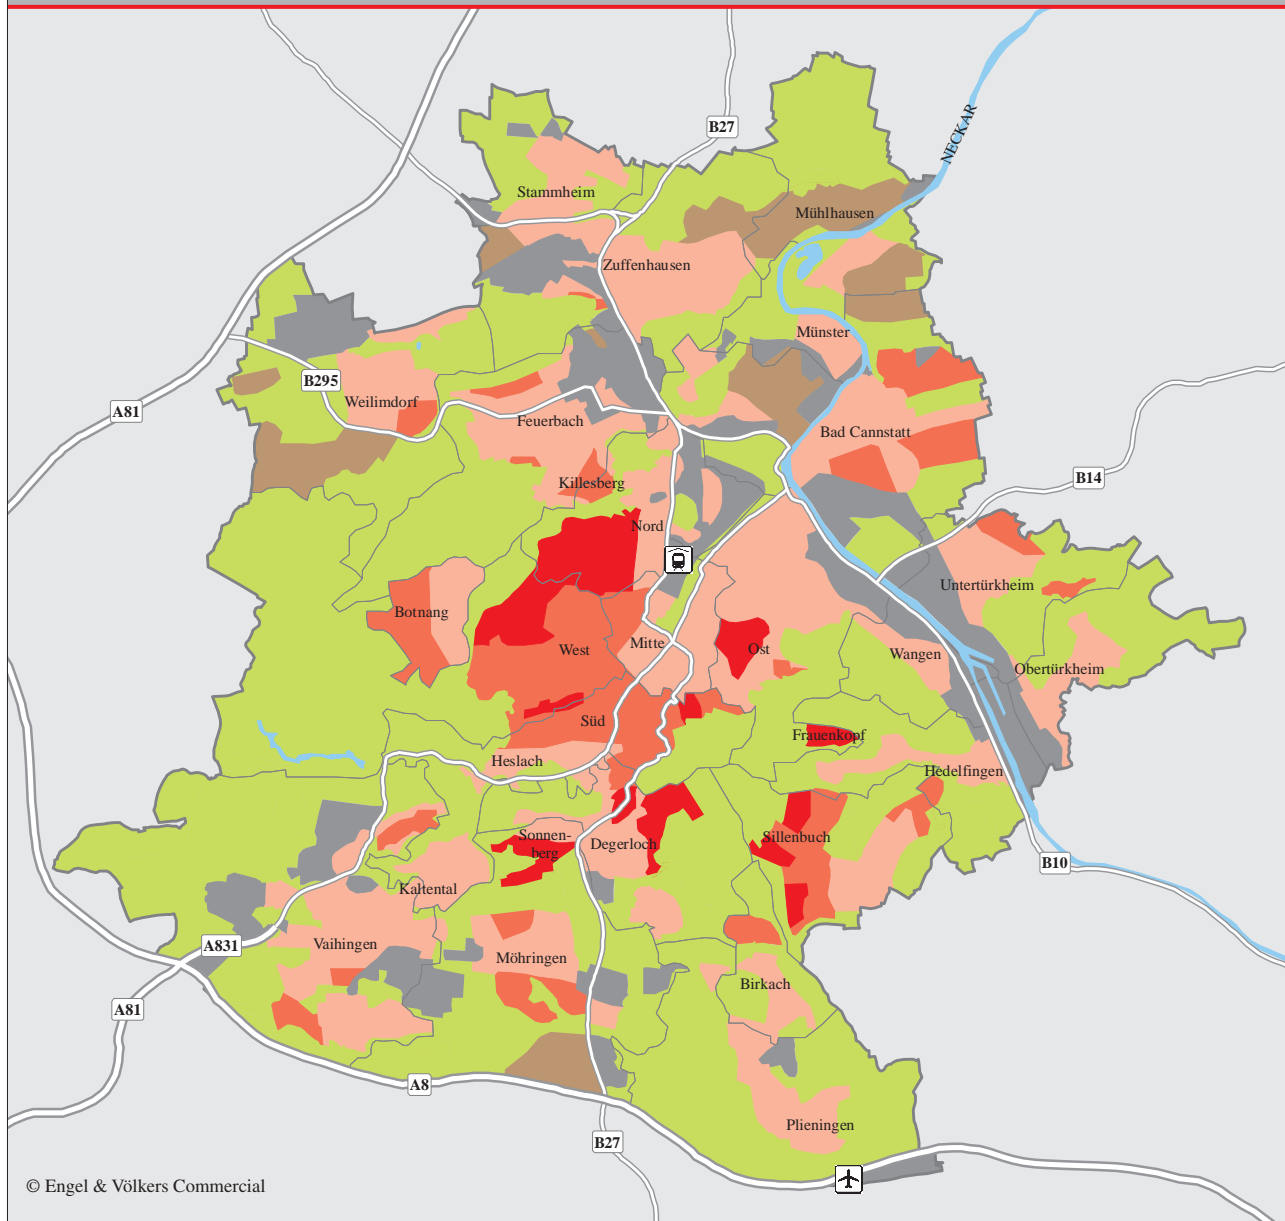 B27
NECKAR
Stammheim
Mühlhausen
Zuffenhausen
Münster
B295
A81
Weilimdorf
Feuerbach
Bad Cannstatt
B14
Killesberg
Nord
Untertürkheim
Botnang
West
Mitte
Ost
Wangen
Obertürkheim
Süd
Frauenkopf
Heslach
Hedelfingen
Sonnen-
berg
Degerloch
Sillenbuch
B10
Kaltental
A831
Vaihingen
Möhringen
Birkach
A81
A8
Plieningen
B27
© Engel & Völkers Commercial